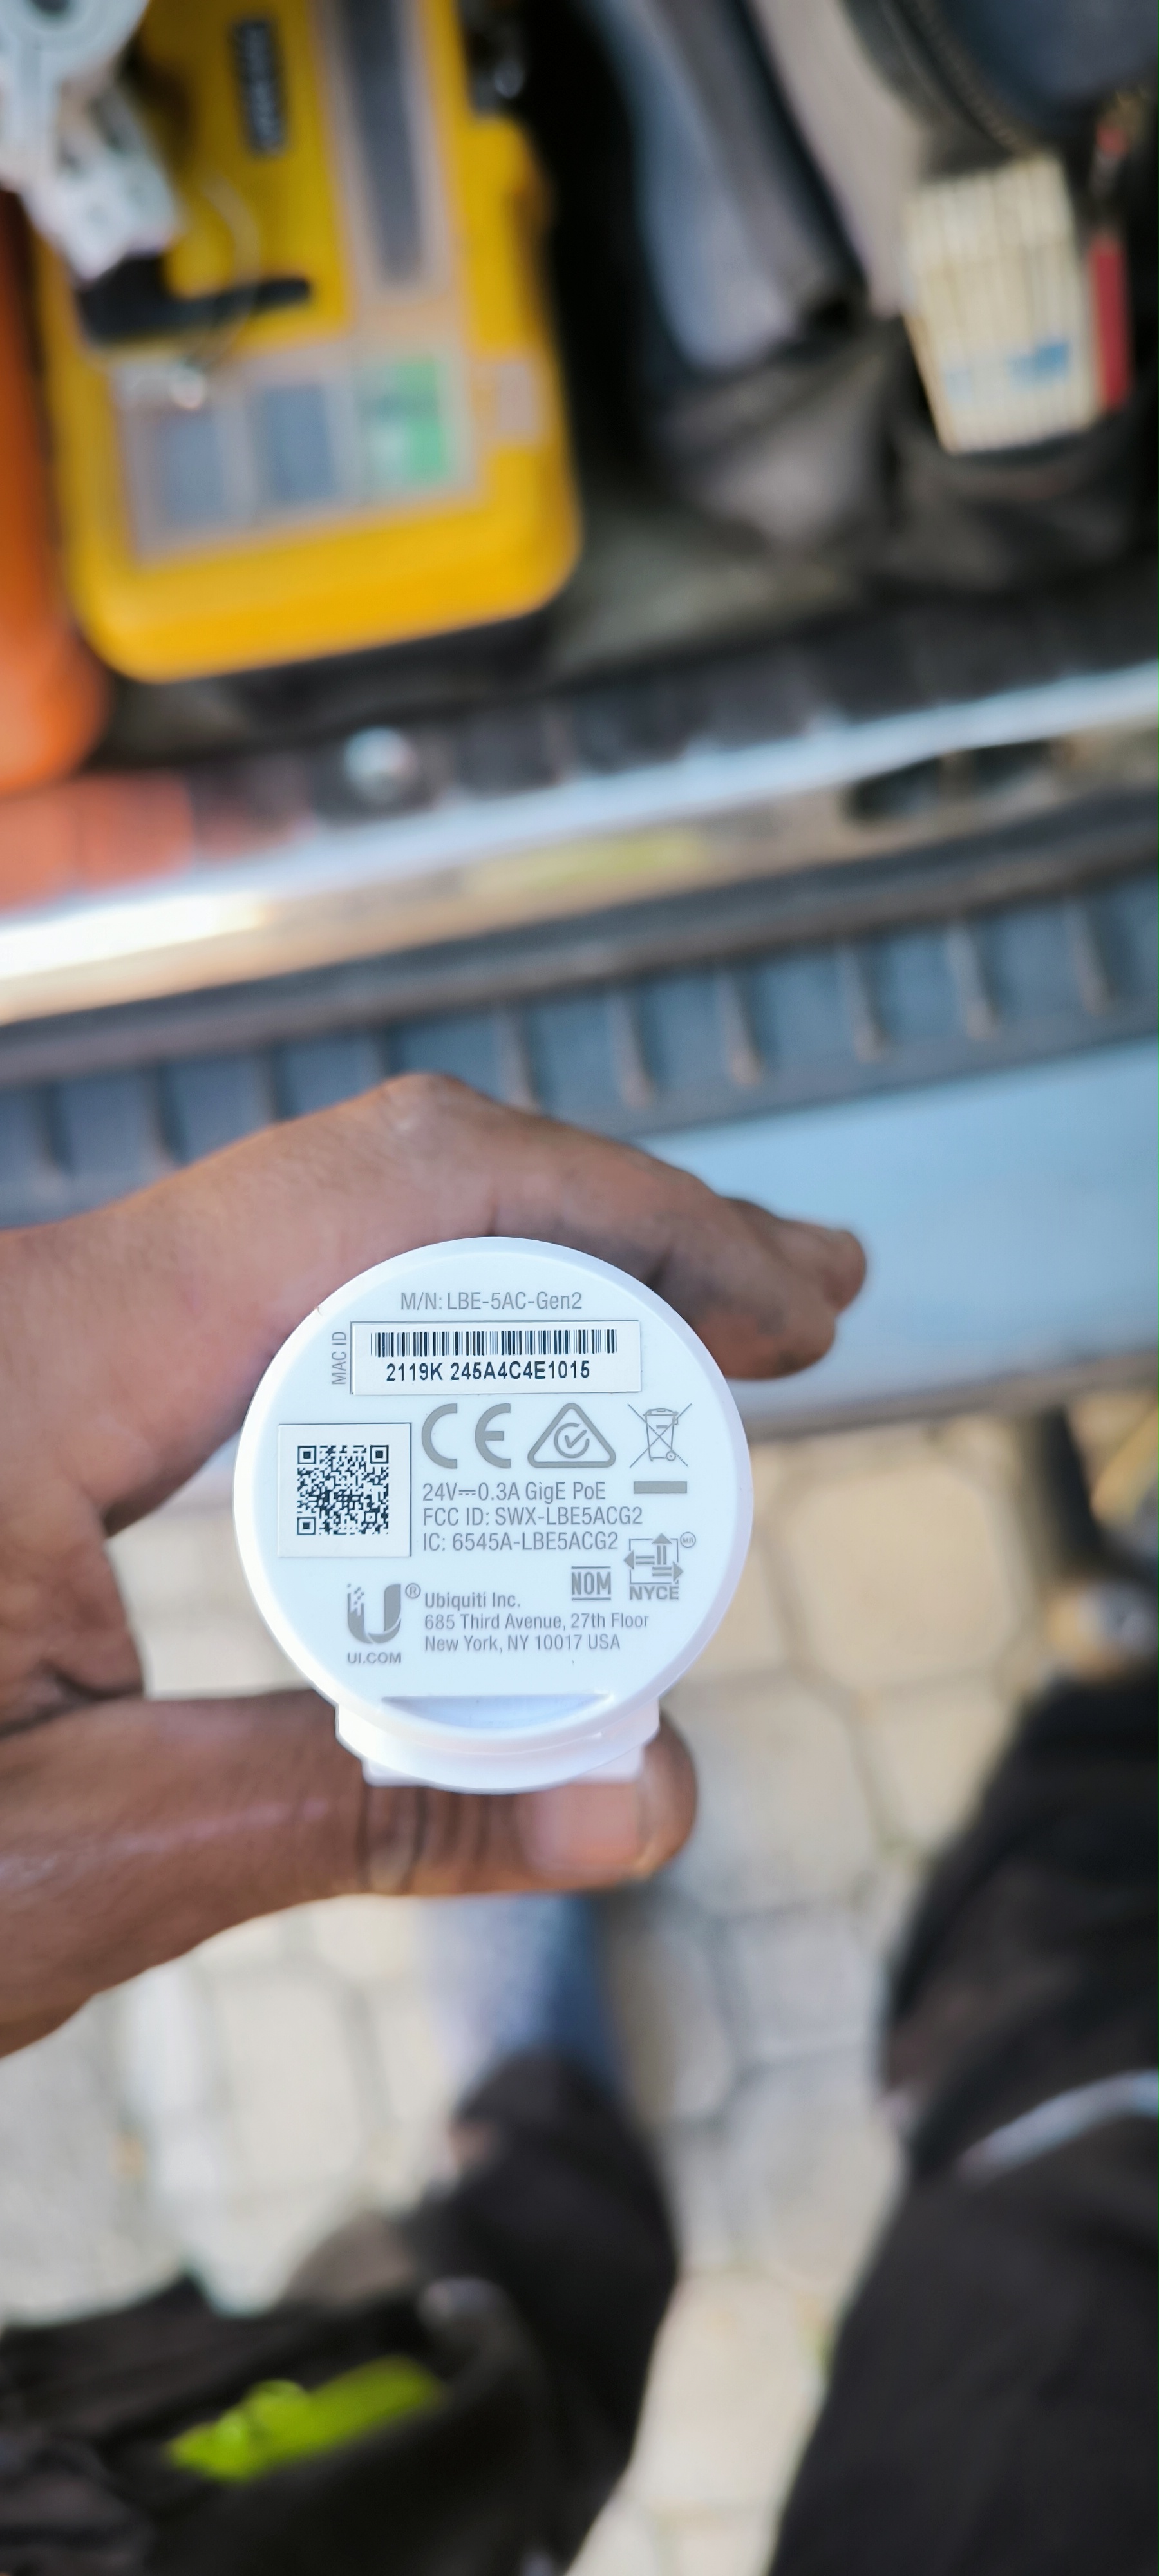 M/N: LBE-5AC-Gen2
MAC ID
2119K 245A4C4E1015
CE
24V⎓0.3A GigE PoE
FCC ID: SWX-LBE5ACG2
IC: 6545A-LBE5ACG2
NOM
NYCE
MR
U®
UI.COM
Ubiquiti Inc.
685 Third Avenue, 27th Floor
New York, NY 10017 USA